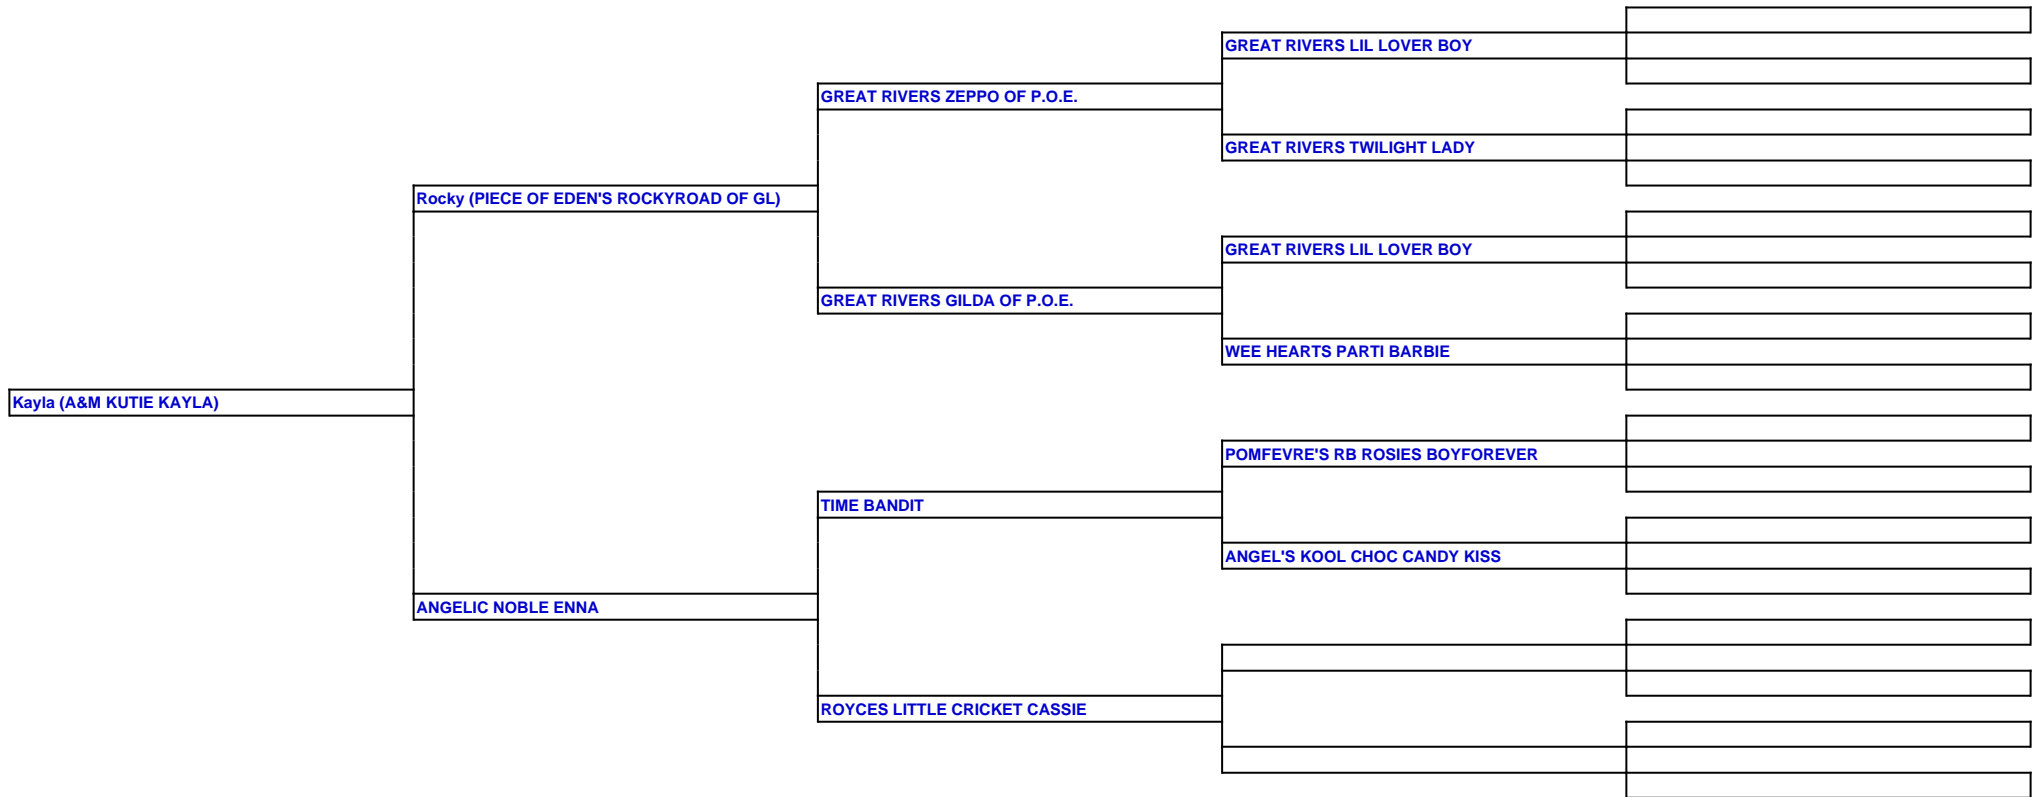 GREAT RIVERS LIL LOVER BOY
GREAT RIVERS ZEPPO OF P.O.E.
GREAT RIVERS TWILIGHT LADY
Rocky (PIECE OF EDEN'S ROCKYROAD OF GL)
GREAT RIVERS LIL LOVER BOY
GREAT RIVERS GILDA OF P.O.E.
WEE HEARTS PARTI BARBIE
Kayla (A&M KUTIE KAYLA)
POMFEVRE'S RB ROSIES BOYFOREVER
TIME BANDIT
ANGEL'S KOOL CHOC CANDY KISS
ANGELIC NOBLE ENNA
ROYCES LITTLE CRICKET CASSIE